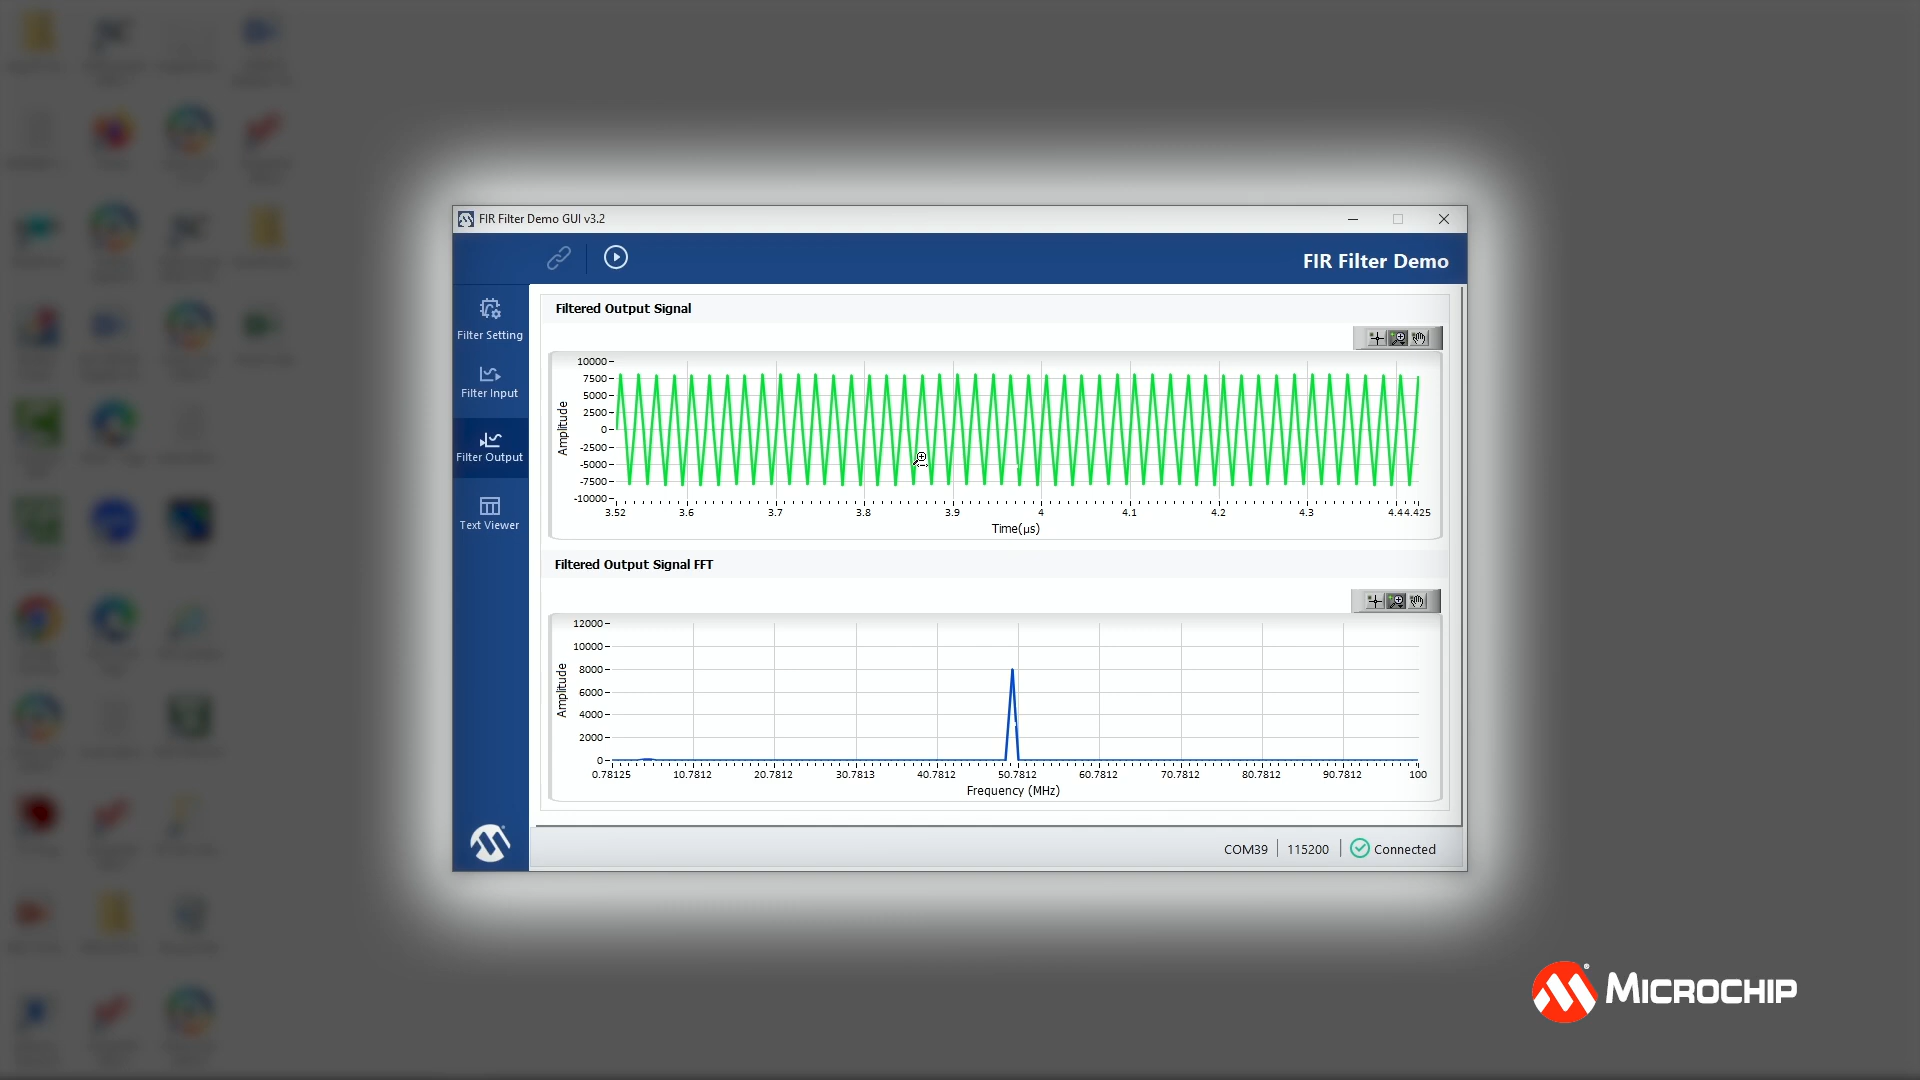 FIR Filter Demo GUI v3.2
FIR Filter Demo
Filter Setting
Filter Input
Filter Output
Text Viewer
Filtered Output Signal
Amplitude
10000
7500
5000
2500
0
-2500
-5000
-7500
-10000
3.52 3.6 3.7 3.8 3.9 4 4.1 4.2 4.3 4.4 4.425
Time(µs)
Filtered Output Signal FFT
Amplitude
12000
10000
8000
6000
4000
2000
0
0.78125 10.7812 20.7812 30.7813 40.7812 50.7812 60.7812 70.7812 80.7812 90.7812 100
Frequency (MHz)
COM39 115200 Connected
MICROCHIP